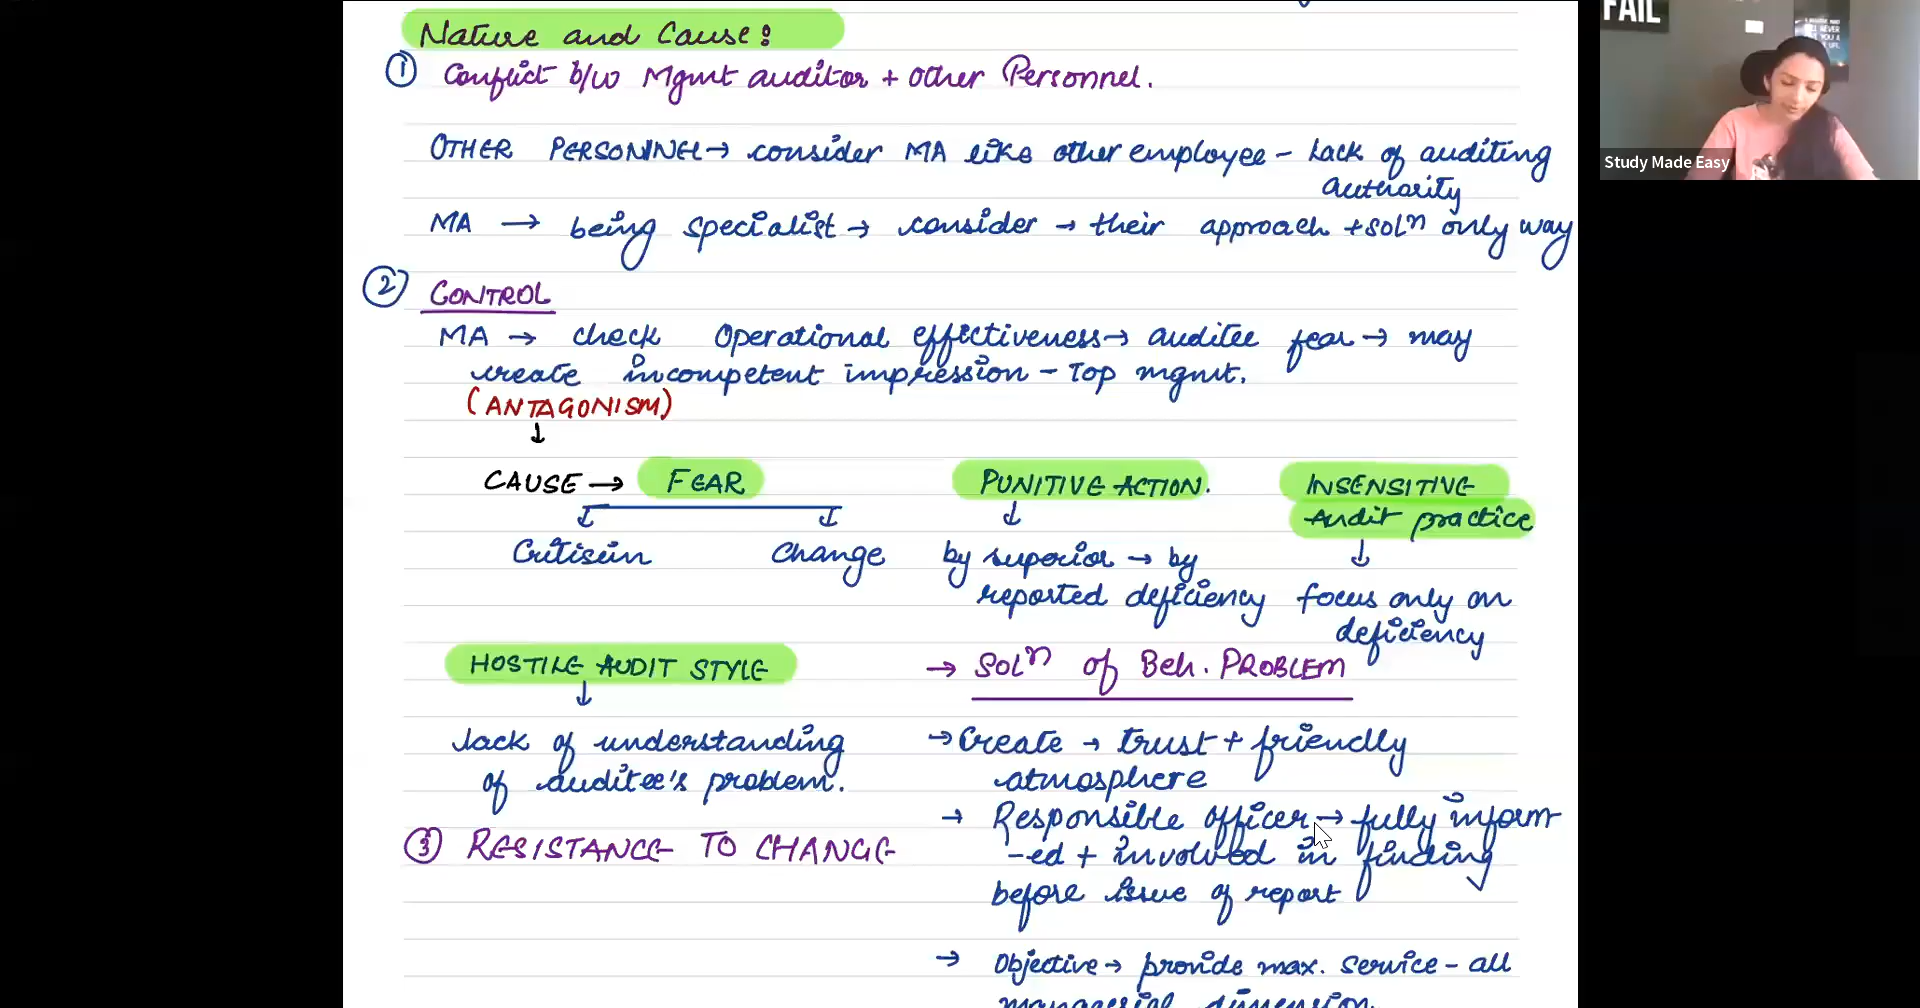 Nature and Cause:
① Conflict b/w Mgmt auditor + other Personnel.
OTHER PERSONNEL → consider MA like other employee - lack of auditing
authority
MA → being specialist → consider → their approach + solⁿ only way
② CONTROL
MA → check Operational effectiveness → auditee fear → may
create incompetent impression - Top mgmt.
(ANTAGONISM)
↓
CAUSE → FEAR
↓ ↓
Critisim Change
PUNITIVE ACTION.
↓
by superior → by
reported deficiency
INSENSITIVE
Audit practice
↓
focus only on
deficiency
HOSTILE AUDIT STYLE
↓
lack of understanding
of auditee's problem.
③ RESISTANCE TO CHANGE
→ Solⁿ of Beh. PROBLEM
→ Create → trust + friendly
atmosphere
→ Responsible officer → fully inform
-ed + involved in finding
before issue of report
→ Objective → provide max. service - all
managerial dimension.
FAIL
Study Made Easy